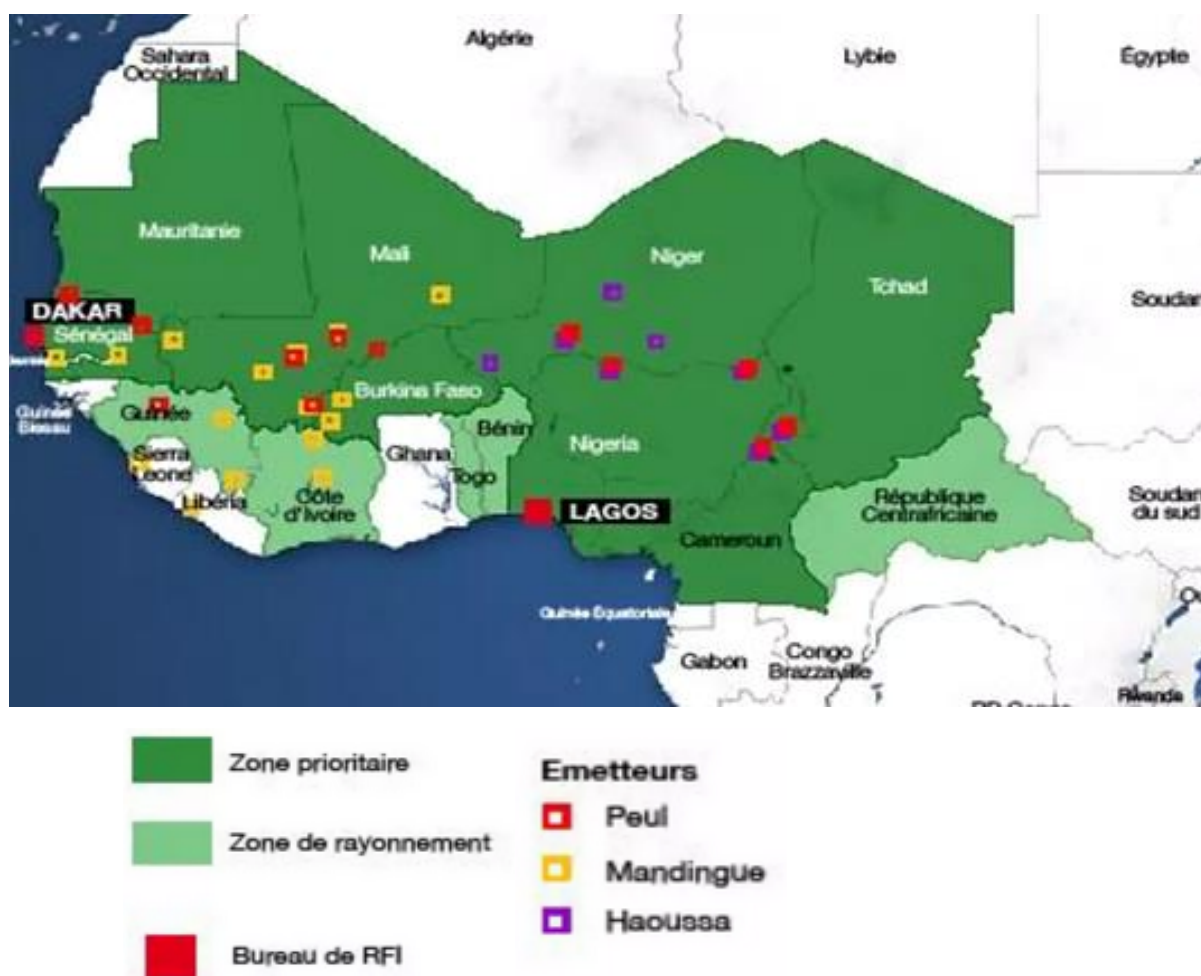 Algérie
Lybie
Égypte
Sahara
Occidental
Mauritanie
Mali
Niger
Tchad
Soudan
DAKAR
Sénégal
Burkina Faso
Guinée
Bissau
Guinée
Bénin
Nigeria
Ghana
Sierra
Leone
Togo
Libéria
Côte
d'Ivoire
LAGOS
République
Centrafricaine
Soudan
du sud
Cameroun
Guinée Équatoriale
Gabon
Congo
Brazzaville
Rwanda
Zone prioritaire
Emetteurs
Peul
Zone de rayonnement
Mandingue
Haoussa
Bureau de RFI